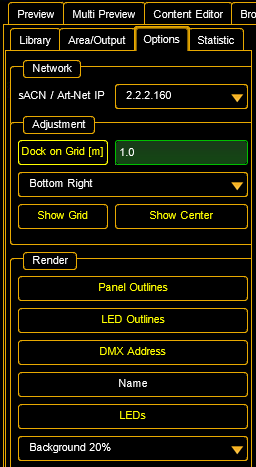 Preview Multi Preview Content Editor
Library Area/Output Options Statistic
Network
sACN / Art-Net IP 2.2.2.160
Adjustment
Dock on Grid [m] 1.0
Bottom Right
Show Grid Show Center
Render
Panel Outlines
LED Outlines
DMX Address
Name
LEDs
Background 20%